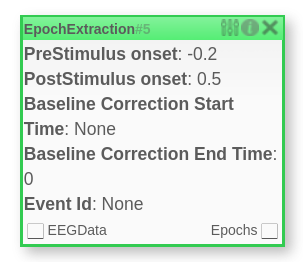 EpochExtraction#5
PreStimulus onset: -0.2
PostStimulus onset: 0.5
Baseline Correction Start
Time: None
Baseline Correction End Time:
0
Event Id: None
EEGData Epochs